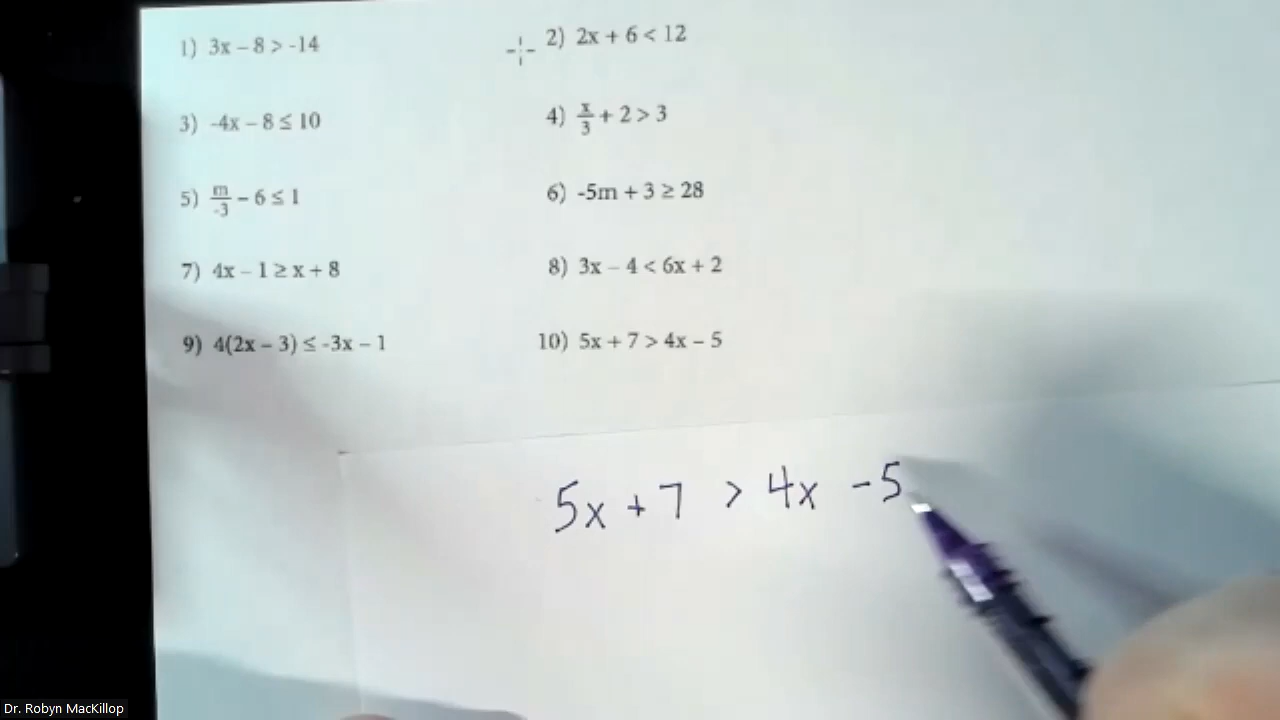 1) 3x – 8 > -14
2) 2x + 6 < 12
3) -4x – 8 ≤ 10
4) x/3 + 2 > 3
5) m/-3 – 6 ≤ 1
6) -5m + 3 ≥ 28
7) 4x – 1 ≥ x + 8
8) 3x – 4 < 6x + 2
9) 4(2x – 3) ≤ -3x – 1
10) 5x + 7 > 4x – 5
5x + 7 > 4x - 5
Dr. Robyn MacKillop